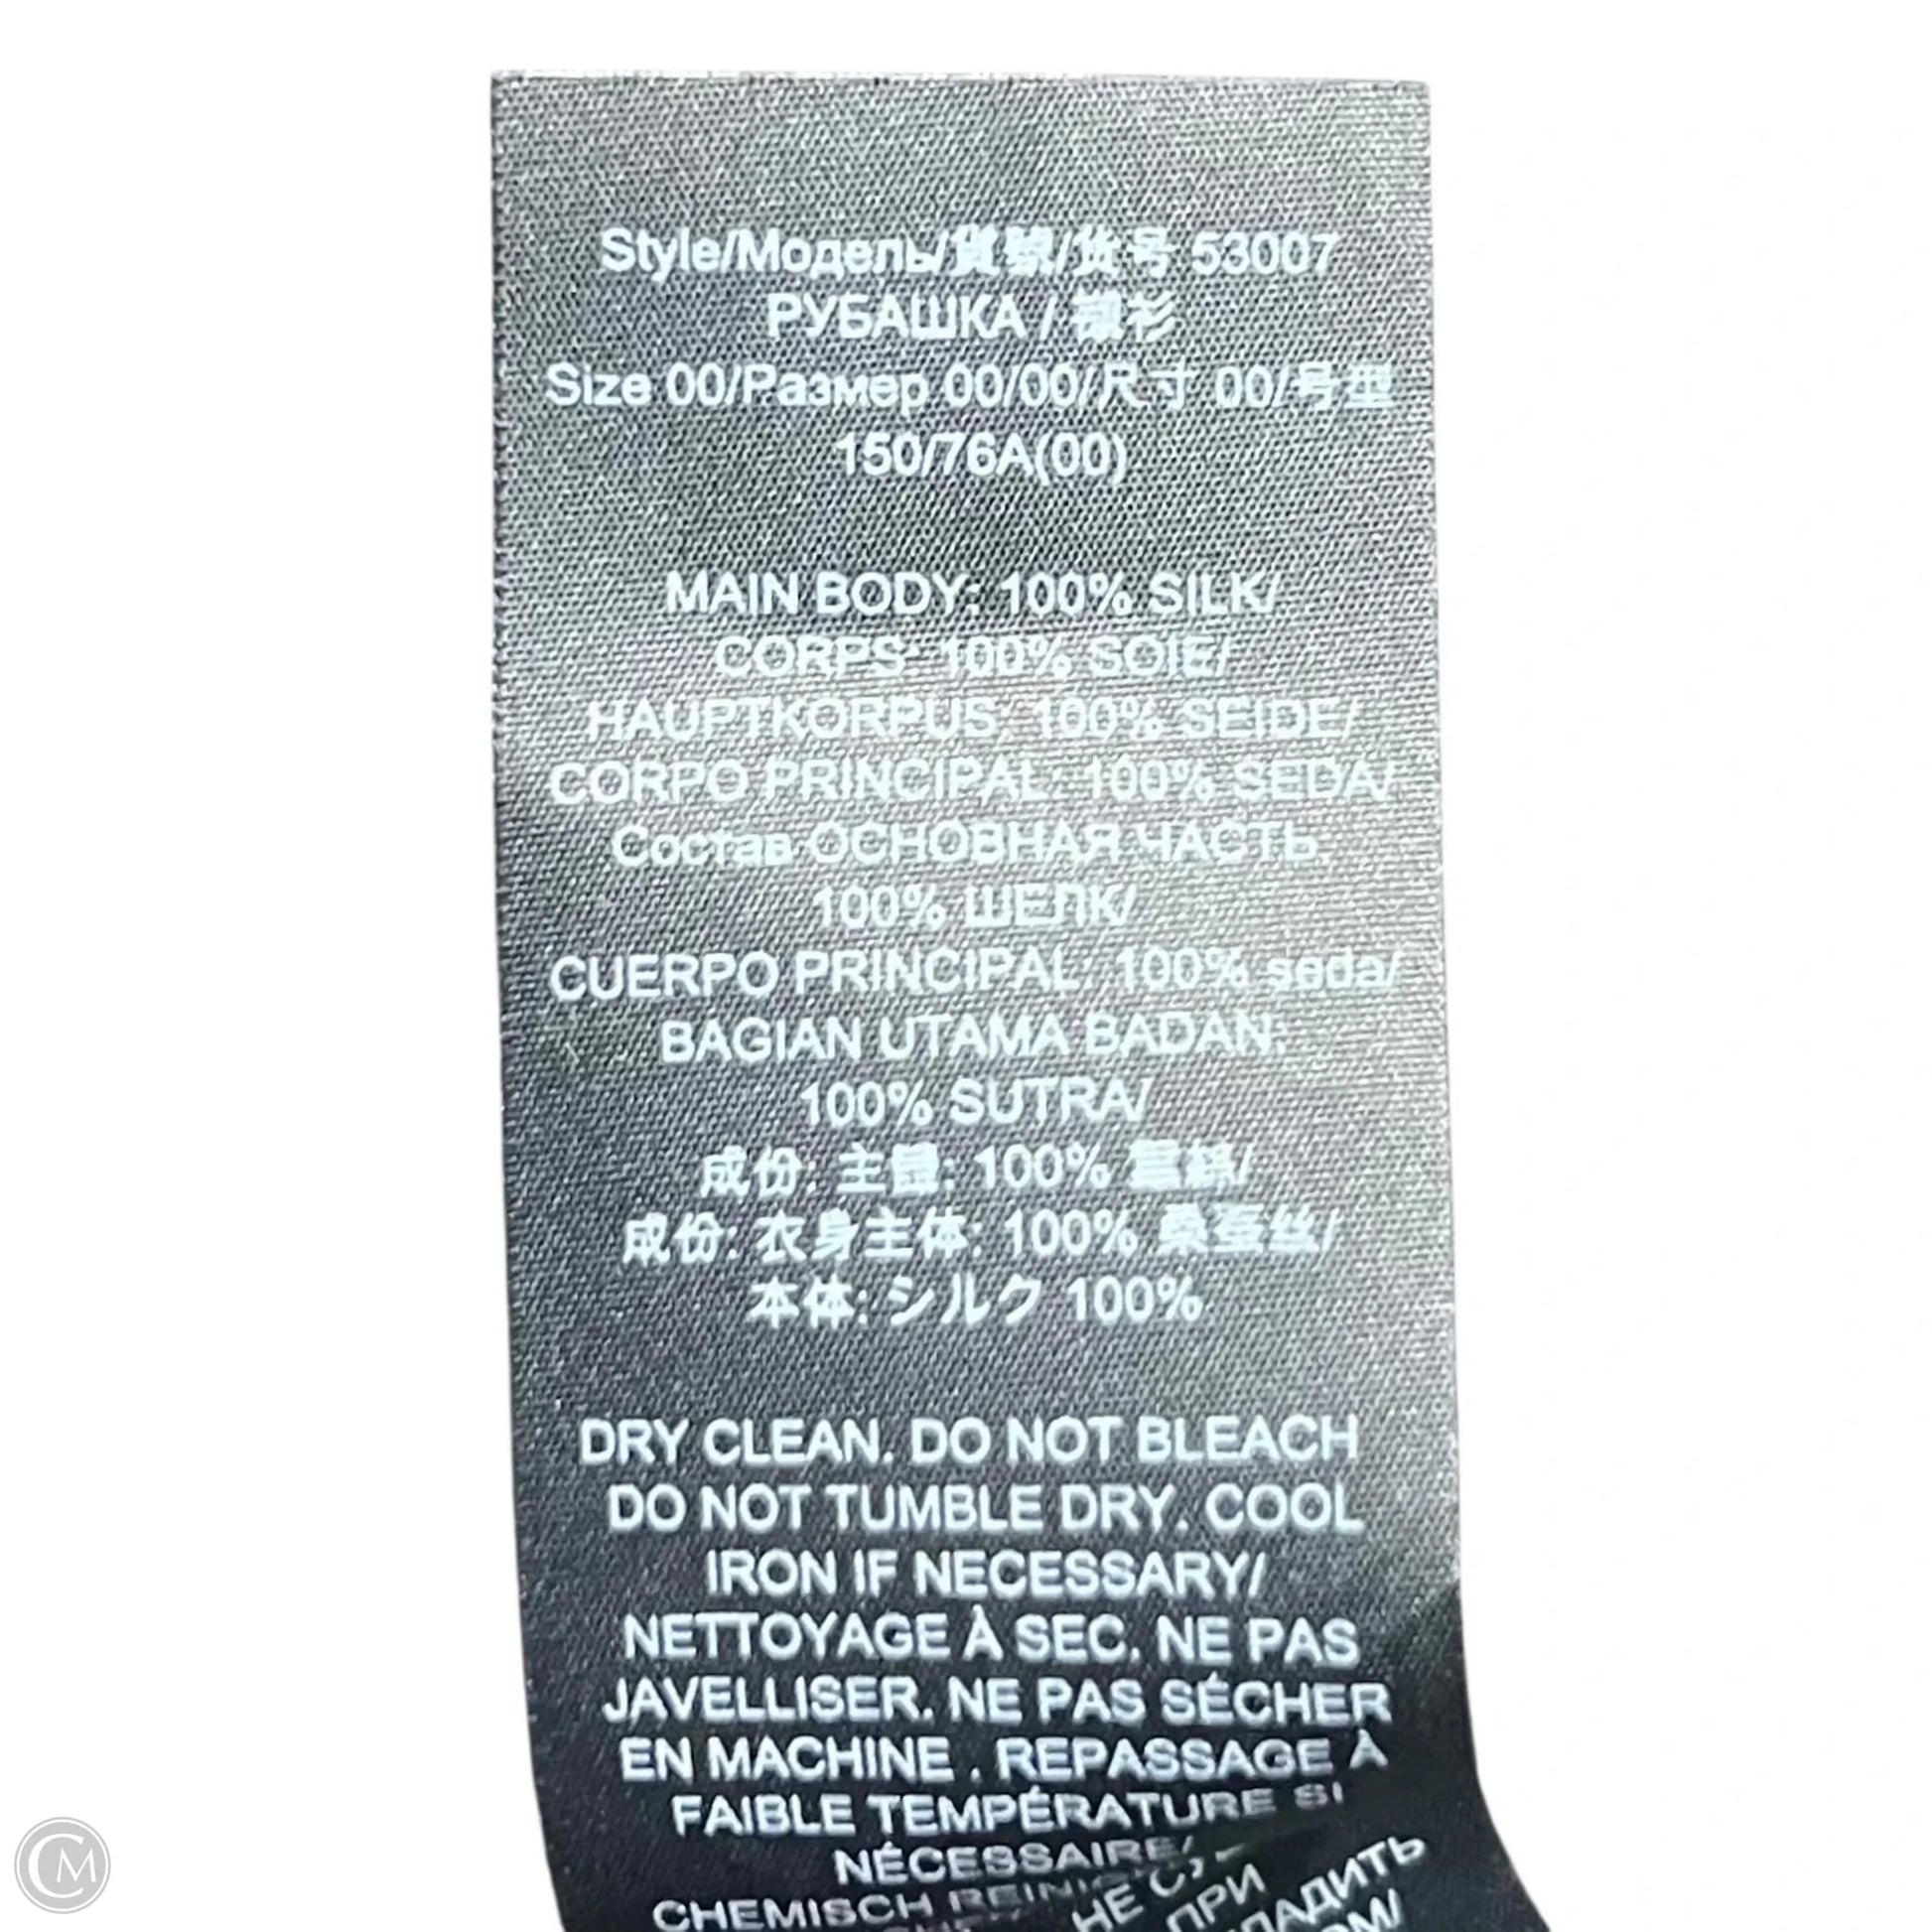 Style/Модель/貨號/货号 53007
РУБАШКА / 襯衫
Size 00/Размер 00/00/尺寸 00/号型
150/76A(00)
MAIN BODY: 100% SILK/
CORPS: 100% SOIE/
HAUPTKORPUS: 100% SEIDE/
CORPO PRINCIPAL: 100% SEDA/
Состав ОСНОВНАЯ ЧАСТЬ:
100% ШЕЛК/
CUERPO PRINCIPAL: 100% seda/
BAGIAN UTAMA BADAN:
100% SUTRA/
成份: 主體: 100% 蠶絲/
成份: 衣身主体: 100% 桑蚕丝/
本体: シルク 100%
DRY CLEAN. DO NOT BLEACH
DO NOT TUMBLE DRY. COOL
IRON IF NECESSARY/
NETTOYAGE À SEC. NE PAS
JAVELLISER. NE PAS SÉCHER
EN MACHINE . REPASSAGE À
FAIBLE TEMPÉRATURE SI
NÉCESSAIRE/
CHEMISCH
НЕ
ПРИ
CM